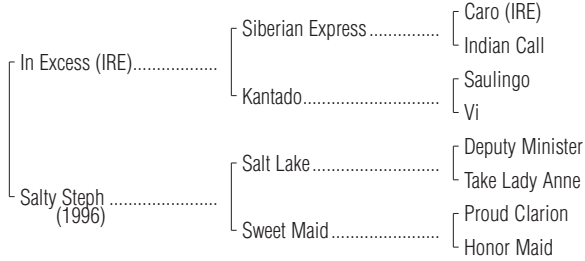 Caro (IRE)
Siberian Express
Indian Call
In Excess (IRE)
Saulingo
Kantado
Vi
Deputy Minister
Salt Lake
Take Lady Anne
Salty Steph
(1996)
Proud Clarion
Sweet Maid
Honor Maid